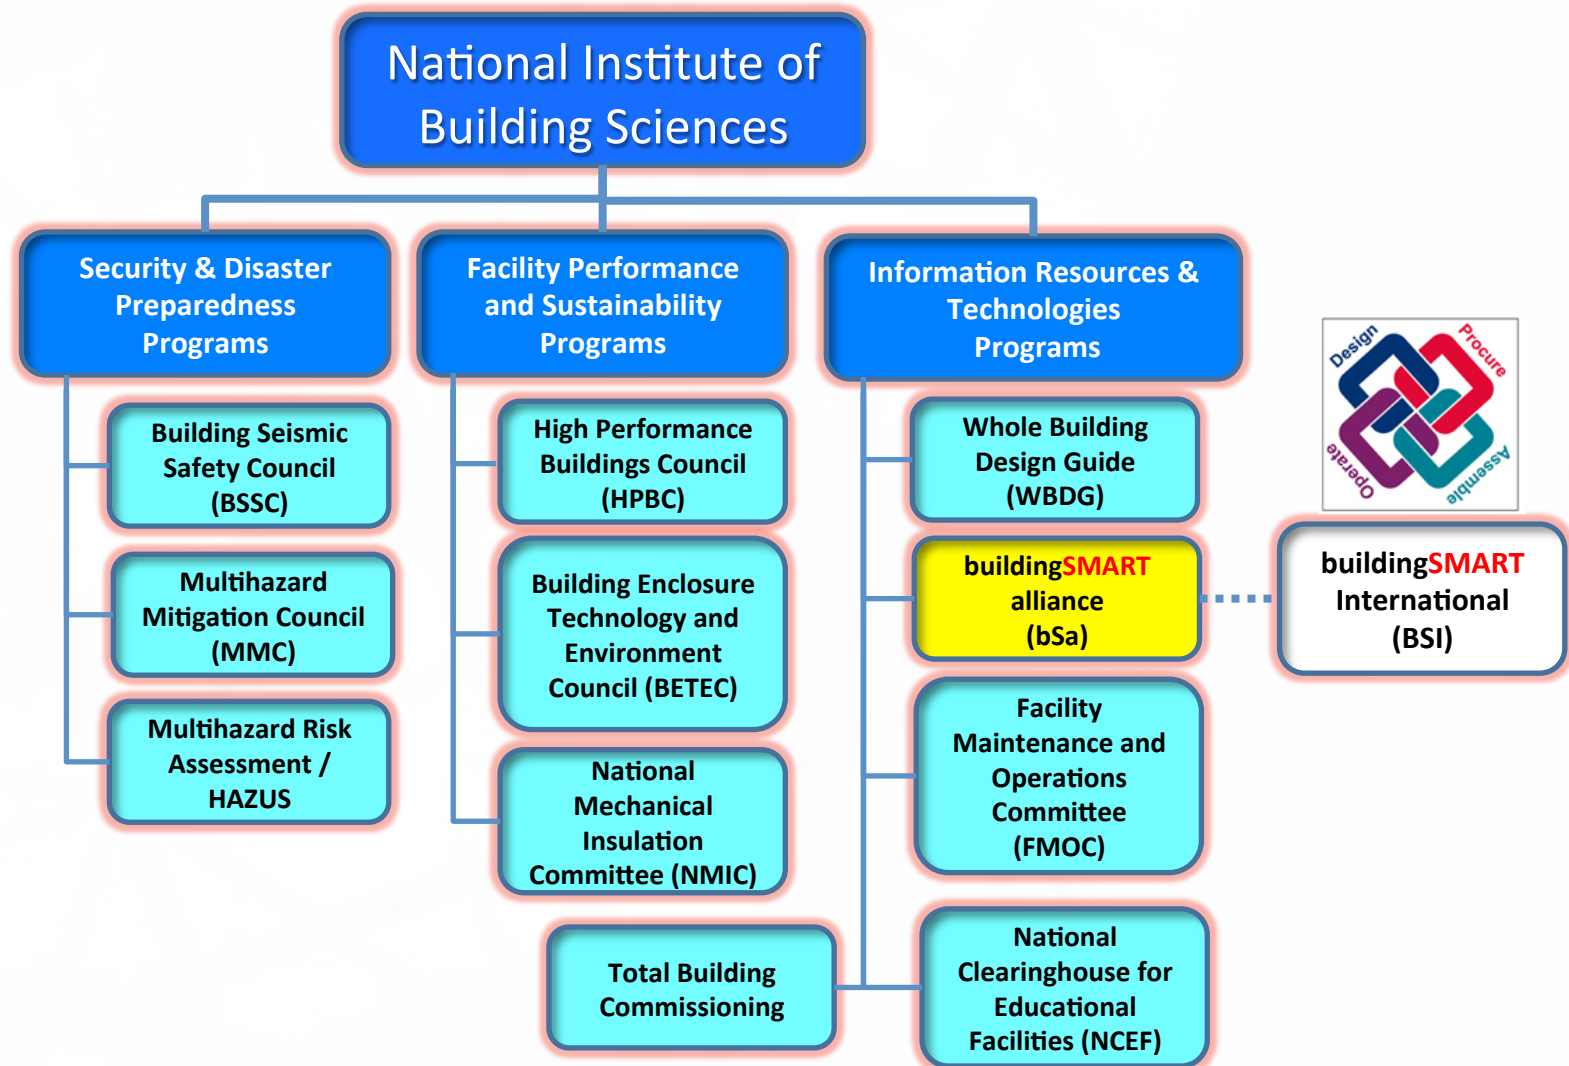 National Institute of
Building Sciences
Security & Disaster
Preparedness
Programs
Facility Performance
and Sustainability
Programs
Information Resources &
Technologies
Programs
Building Seismic
Safety Council
(BSSC)
Multihazard
Mitigation Council
(MMC)
Multihazard Risk
Assessment /
HAZUS
High Performance
Buildings Council
(HPBC)
Building Enclosure
Technology and
Environment
Council (BETEC)
National
Mechanical
Insulation
Committee (NMIC)
Whole Building
Design Guide
(WBDG)
buildingSMART
alliance
(bSa)
Facility
Maintenance and
Operations
Committee
(FMOC)
Total Building
Commissioning
National
Clearinghouse for
Educational
Facilities (NCEF)
Design
Procure
Operate
Assemble
buildingSMART
International
(BSI)